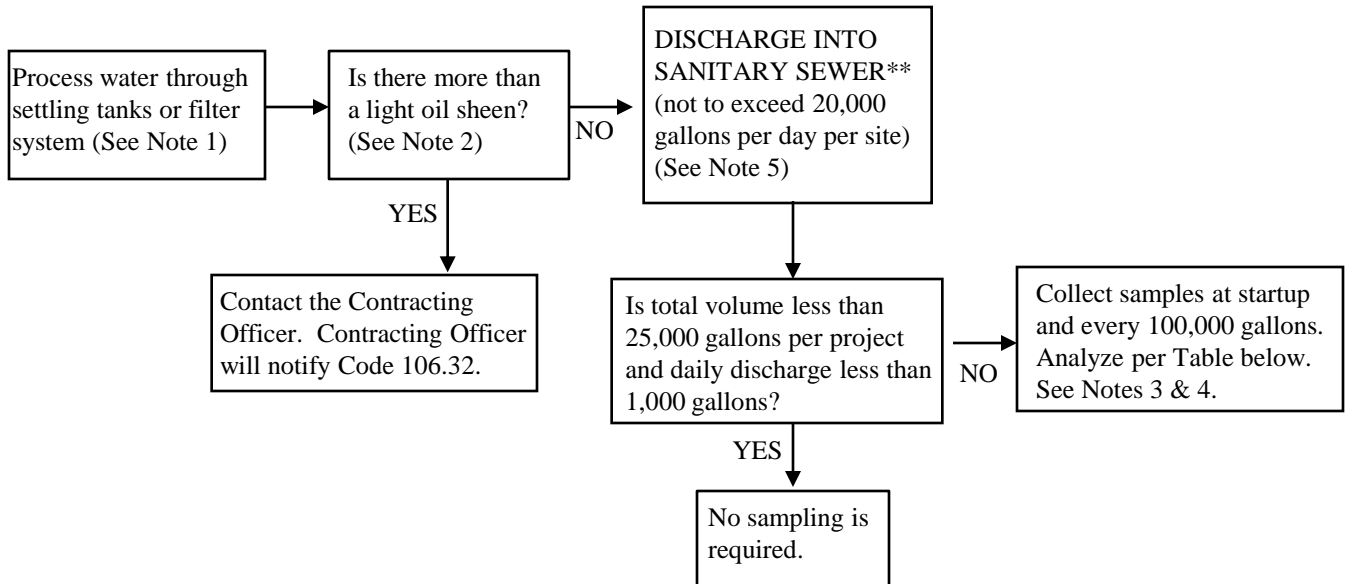 Process water through
settling tanks or filter
system (See Note 1)
Is there more than
a light oil sheen?
(See Note 2)
NO
DISCHARGE INTO
SANITARY SEWER**
(not to exceed 20,000
gallons per day per site)
(See Note 5)
YES
Contact the Contracting
Officer.  Contracting Officer
will notify Code 106.32.
Is total volume less than
25,000 gallons per project
and daily discharge less than
1,000 gallons?
NO
Collect samples at startup
and every 100,000 gallons.
Analyze per Table below.
See Notes 3 & 4.
YES
No sampling is
required.